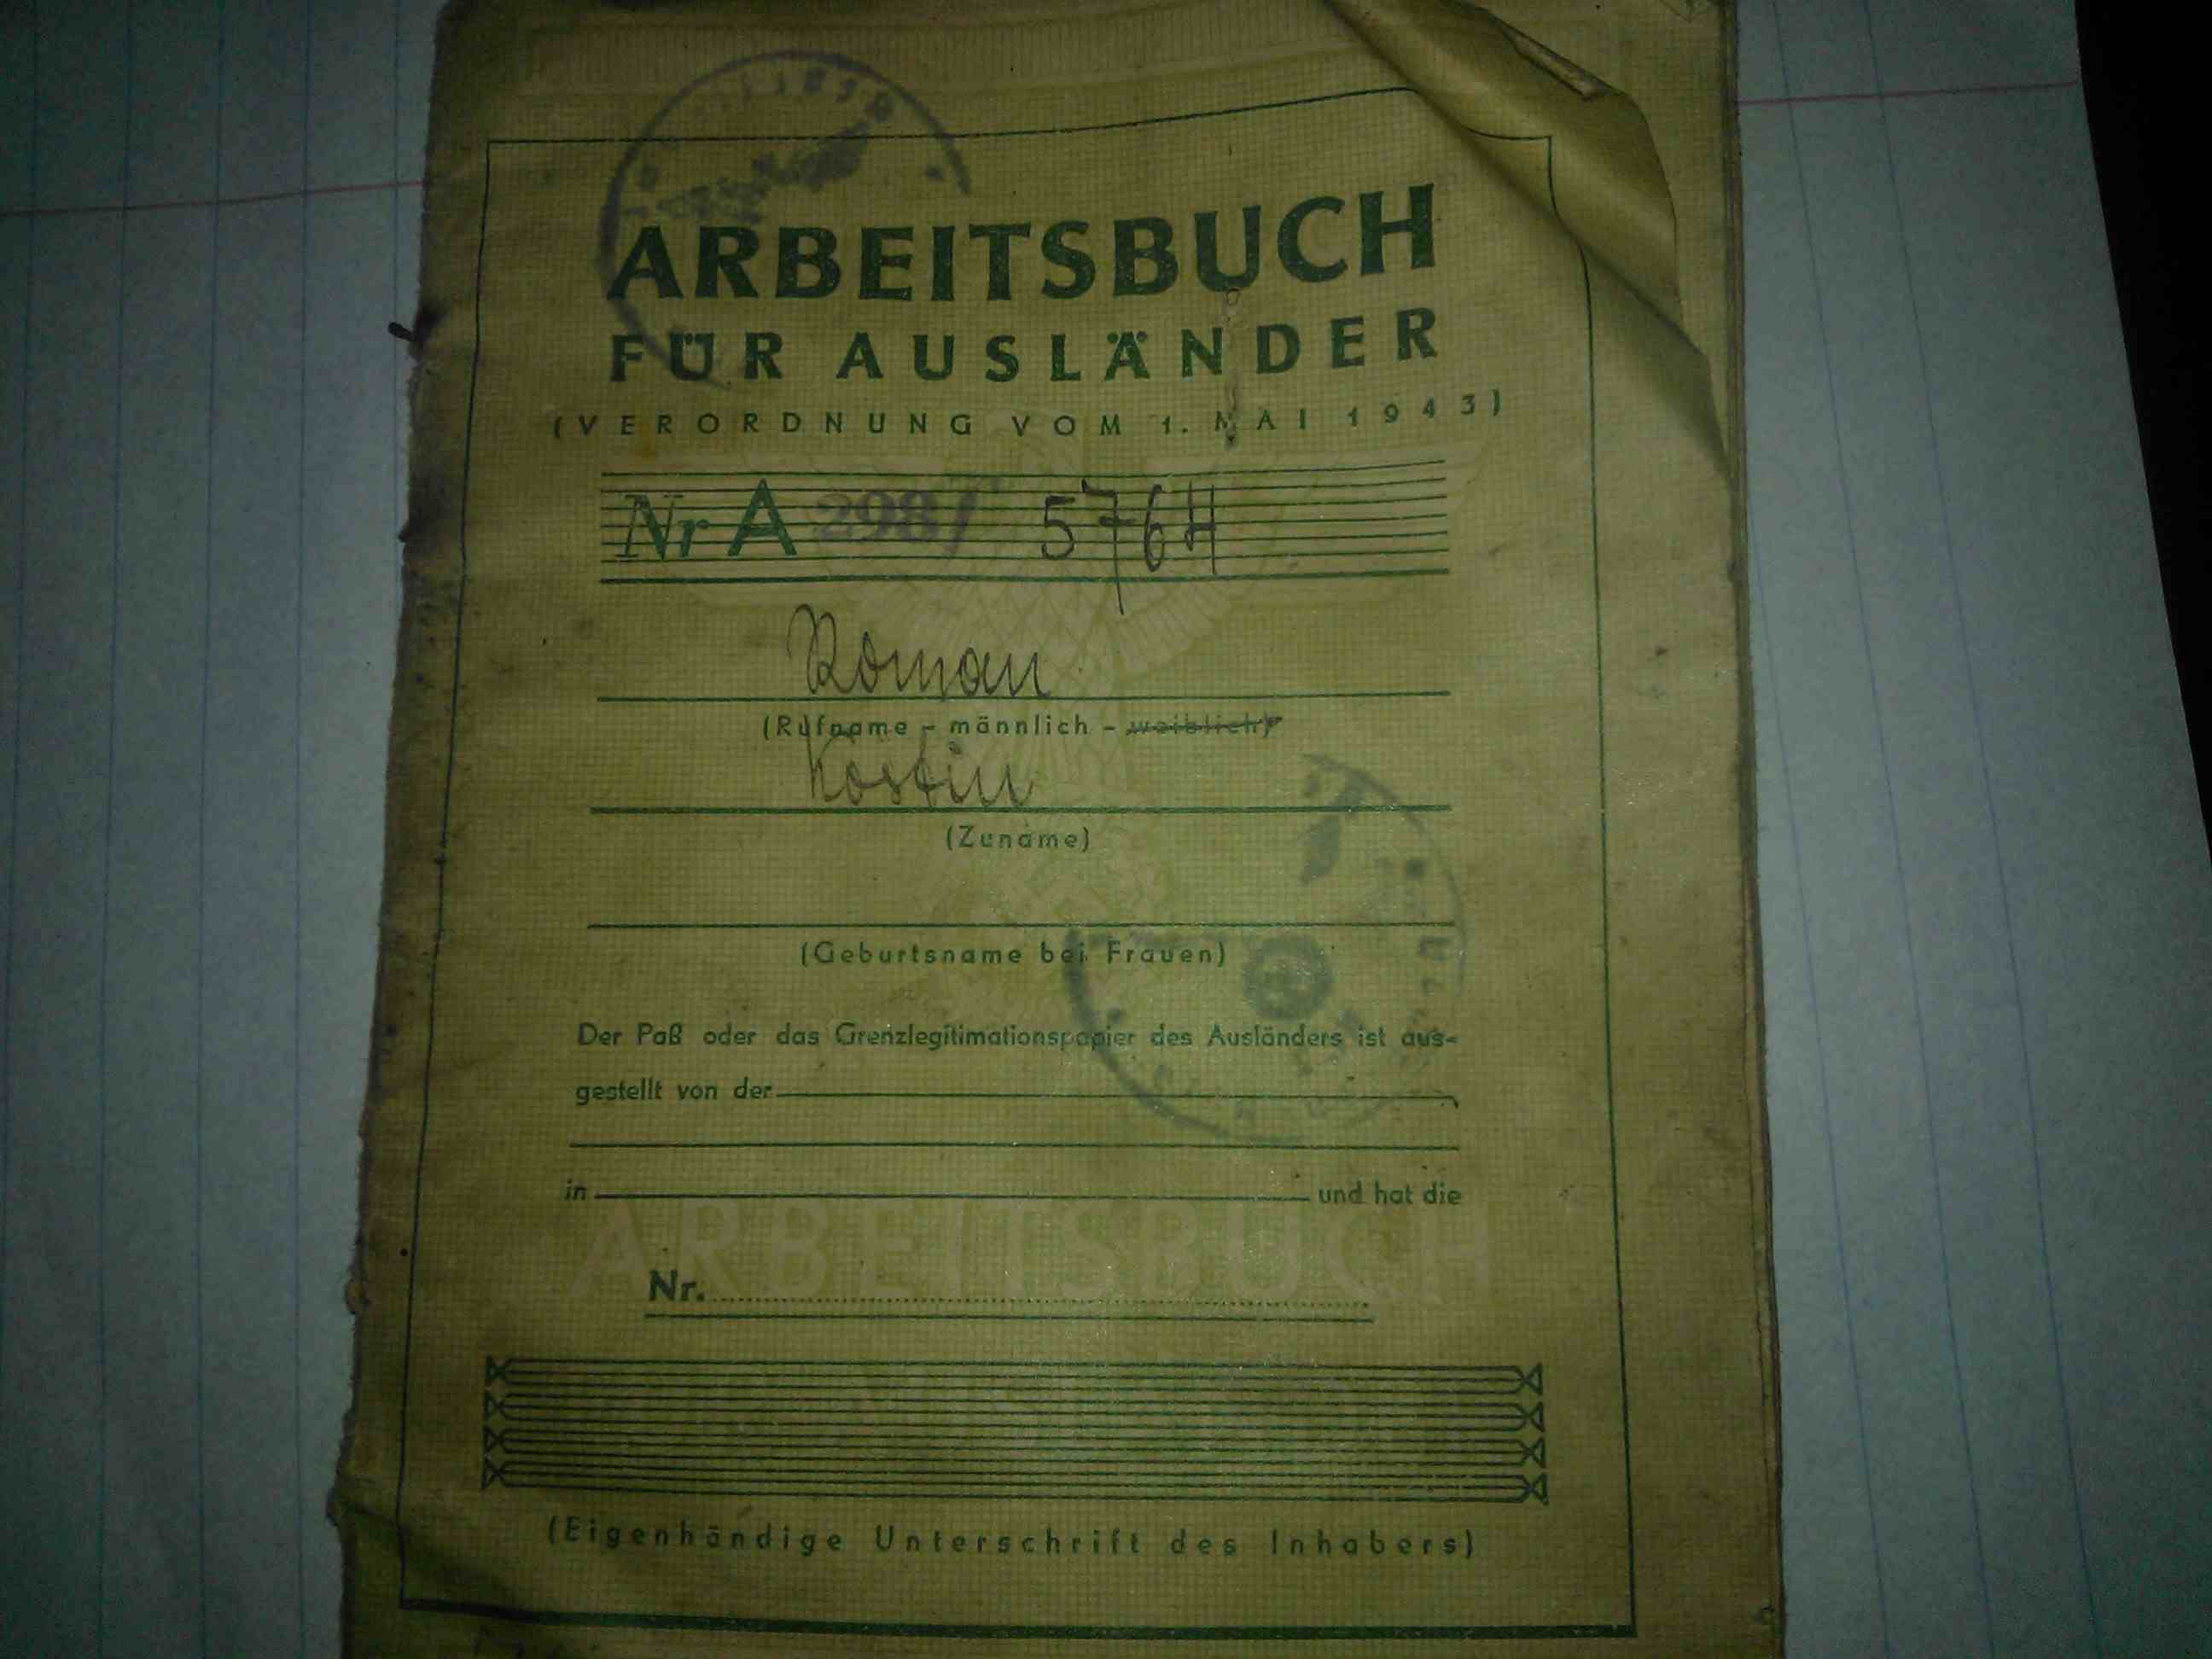 ARBEITSBUCH
FÜR AUSLÄNDER
(VERORDNUNG VOM 1. MAI 1943)
Nr A 298/ 5764
Roman
(Rufname - männlich - weiblich)
Kostin
(Zuname)
(Geburtsname bei Frauen)
Der Paß oder das Grenzlegitimationspapier des Ausländers ist aus-
gestellt von der
in und hat die
ARBEITSBUCH
Nr.
(Eigenhändige Unterschrift des Inhabers)